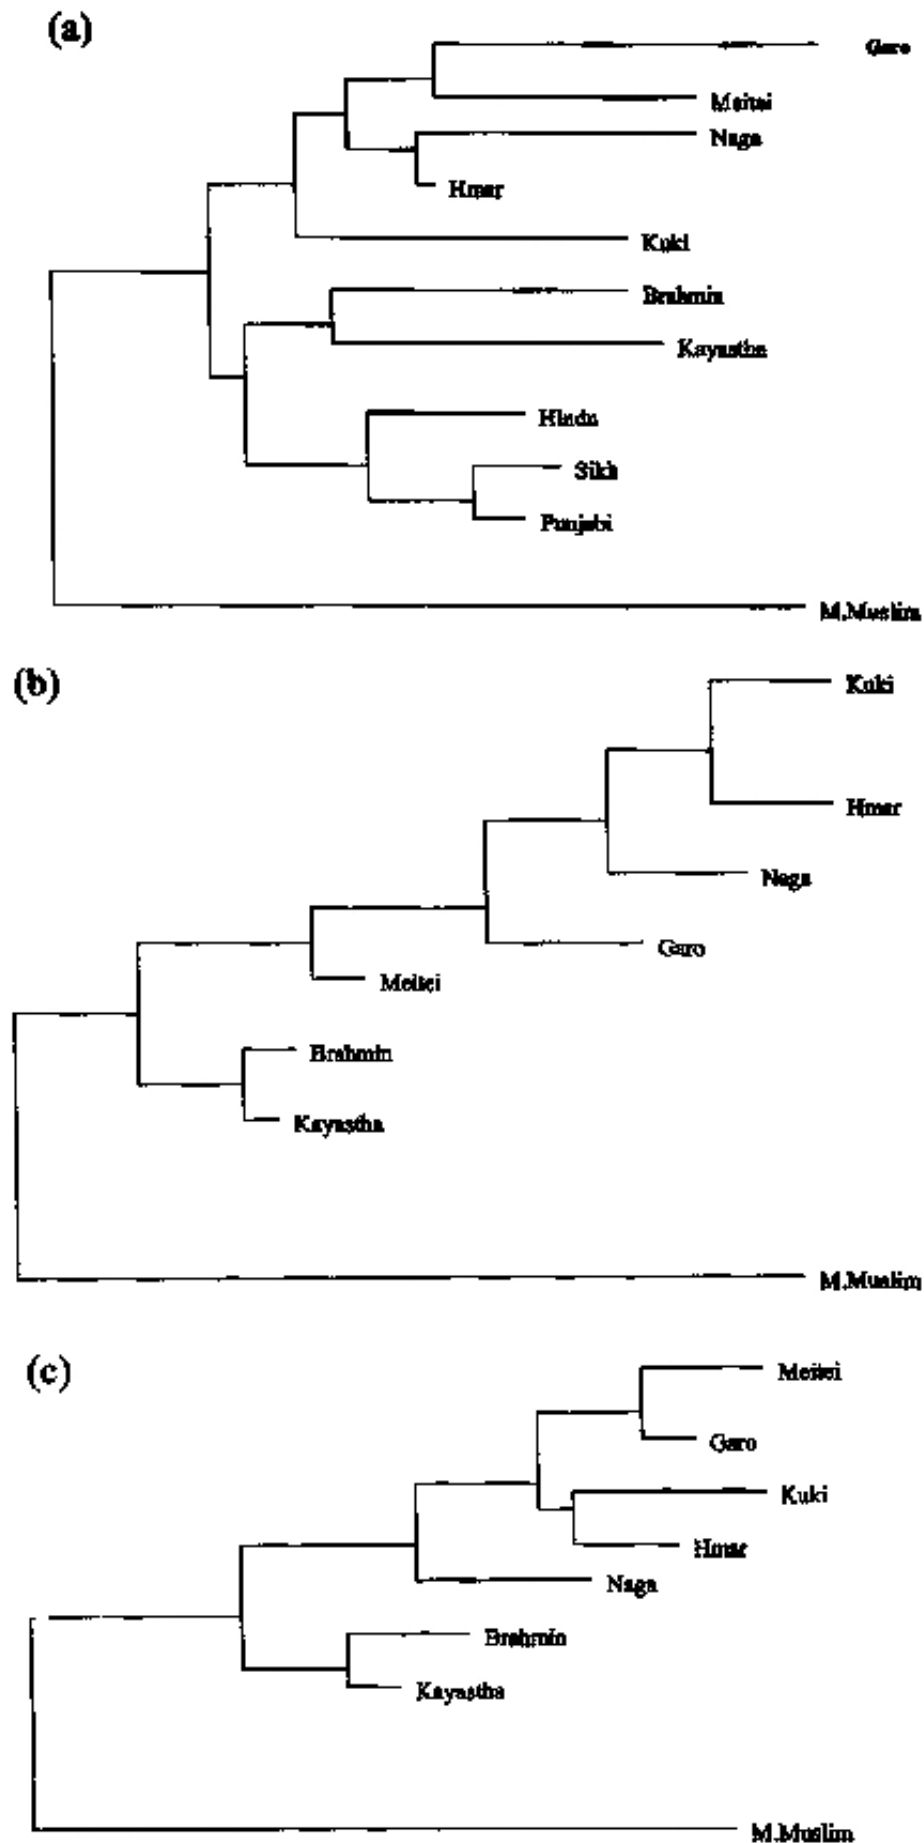 (a)
Garo
Meitei
Naga
Hmar
Kuki
Brahmin
Kayastha
Hindu
Sikh
Punjabi
M.Muslim
(b)
Kuki
Hmar
Naga
Garo
Meitei
Brahmin
Kayastha
M.Muslim
(c)
Meitei
Garo
Kuki
Hmar
Naga
Brahmin
Kayastha
M.Muslim